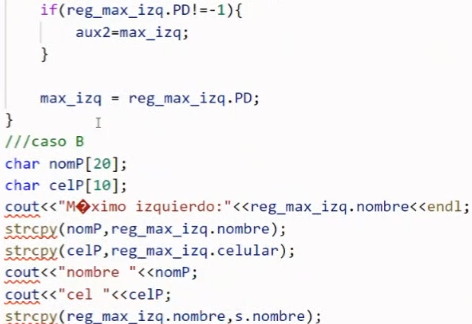 if(reg_max_izq.PD!=-1){
aux2=max_izq;
}
max_izq = reg_max_izq.PD;
}
///caso B
char nomP[20];
char celP[10];
cout<<"M�ximo izquierdo:"<<reg_max_izq.nombre<<endl;
strcpy(nomP,reg_max_izq.nombre);
strcpy(celP,reg_max_izq.celular);
cout<<"nombre "<<nomP;
cout<<"cel "<<celP;
strcpy(reg_max_izq.nombre,s.nombre);